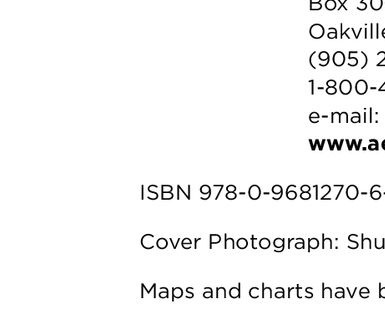 Box 30
Oakville
(905) 2
1-800-4
e-mail:
www.a
ISBN 978-0-9681270-6-
Cover Photograph: Shu
Maps and charts have b